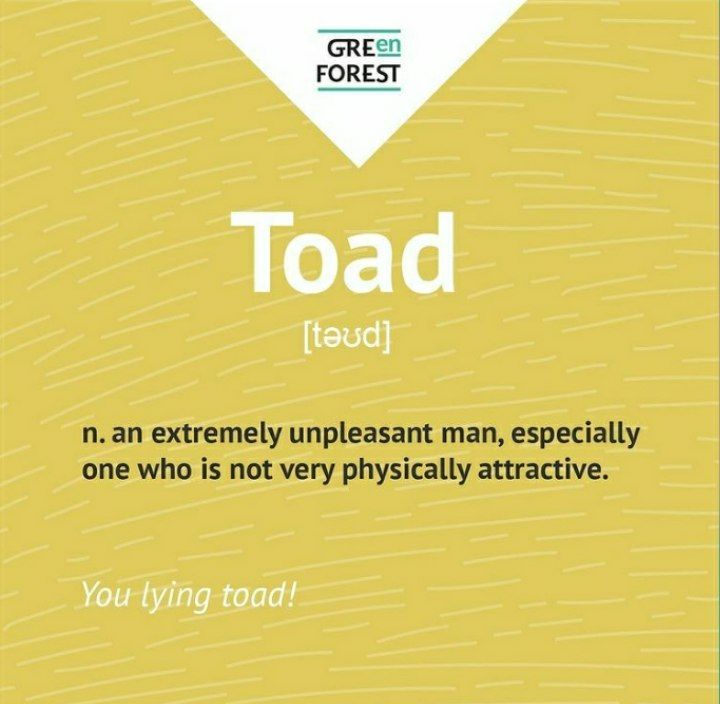 GREen
FOREST
Toad
[təʊd]
n. an extremely unpleasant man, especially
one who is not very physically attractive.
You lying toad!